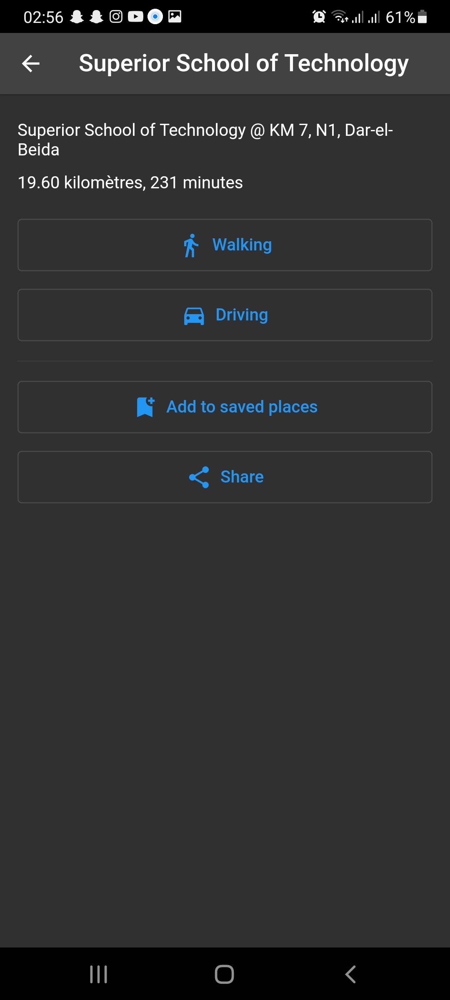 02:56 61%
Superior School of Technology
Superior School of Technology @ KM 7, N1, Dar-el-
Beida
19.60 kilomètres, 231 minutes
Walking
Driving
Add to saved places
Share